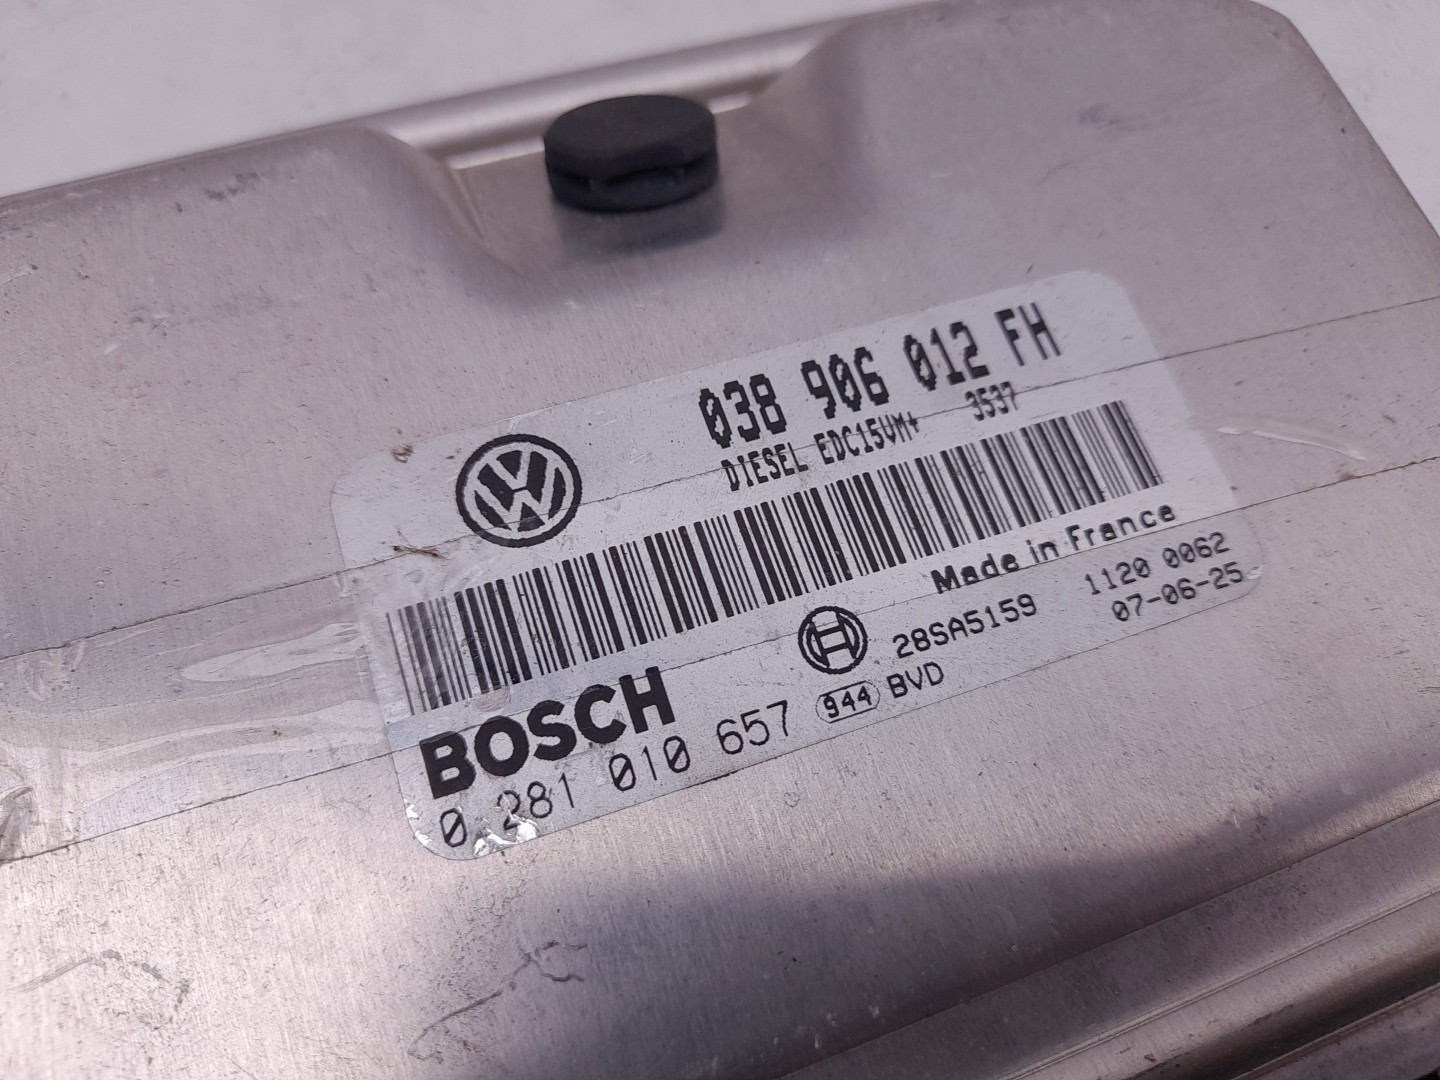 038 906 012 FH
DIESEL EDC15VM+ 3537
Made in France
28SA5159 1120 0062
07-06-25
BOSCH
944 BVD
0 281 010 657